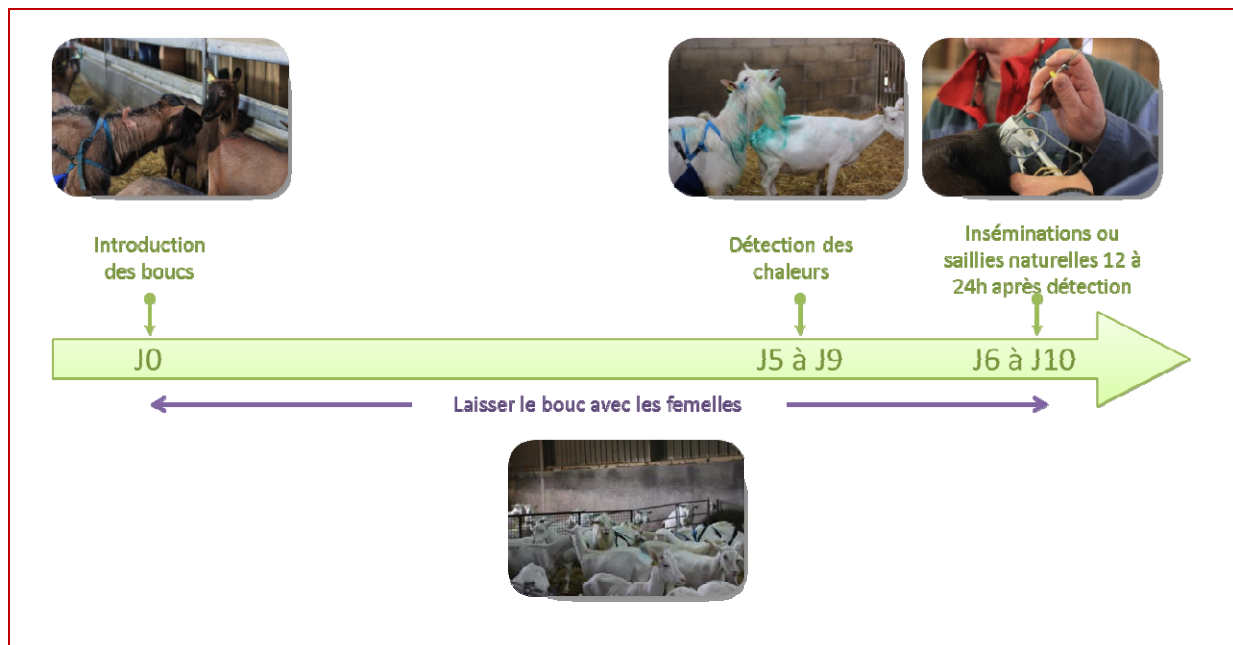 Introduction
des boucs
Détection des
chaleurs
Inséminations ou
saillies naturelles 12 à
24h après détection
J0
J5 à J9
J6 à J10
Laisser le bouc avec les femelles